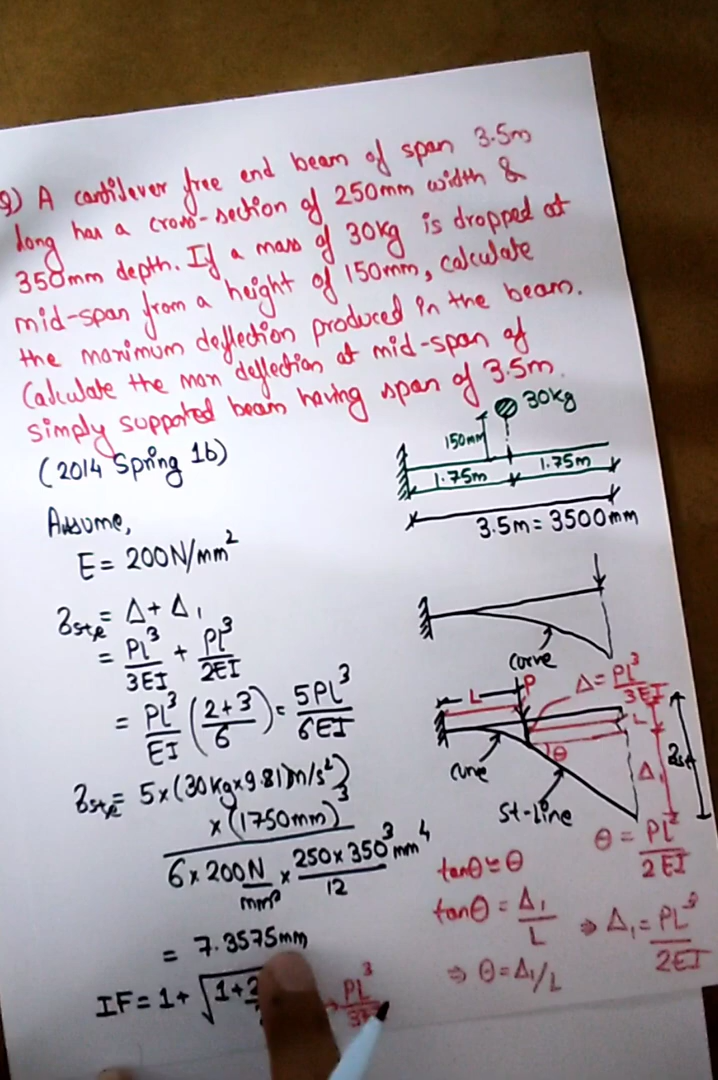 Q) A cantilever free end beam of span 3.5m
long has a cross-section of 250mm width &
350mm depth. If a mass of 30kg is dropped at
mid-span from a height of 150mm, calculate
the maximum deflection produced in the beam.
Calculate the max deflection at mid-span of
simply supported beam having span of 3.5m.
(2014 Spring 1b)
30kg
150mm
1.75m 1.75m
3.5m = 3500mm
Assume,
E = 200N/mm²
δst,e = Δ + Δ₁
= PL³/3EI + PL³/2EI
= PL³/EI (2+3/6) = 5PL³/6EI
δst,e = 5×(30kg×9.81m/s²)
×(1750mm)³
6×200N/mm² × 250×350³/12 mm⁴
= 7.3575mm
IF = 1+√1+2
PL³
curve
L P Δ = PL³/3EI
L
θ
δst
Δ₁
curve
St-line
θ = PL²/2EI
tanθ ≈ θ
tanθ = Δ₁/L ⇒ Δ₁ = PL³/2EI
⇒ θ = Δ₁/L